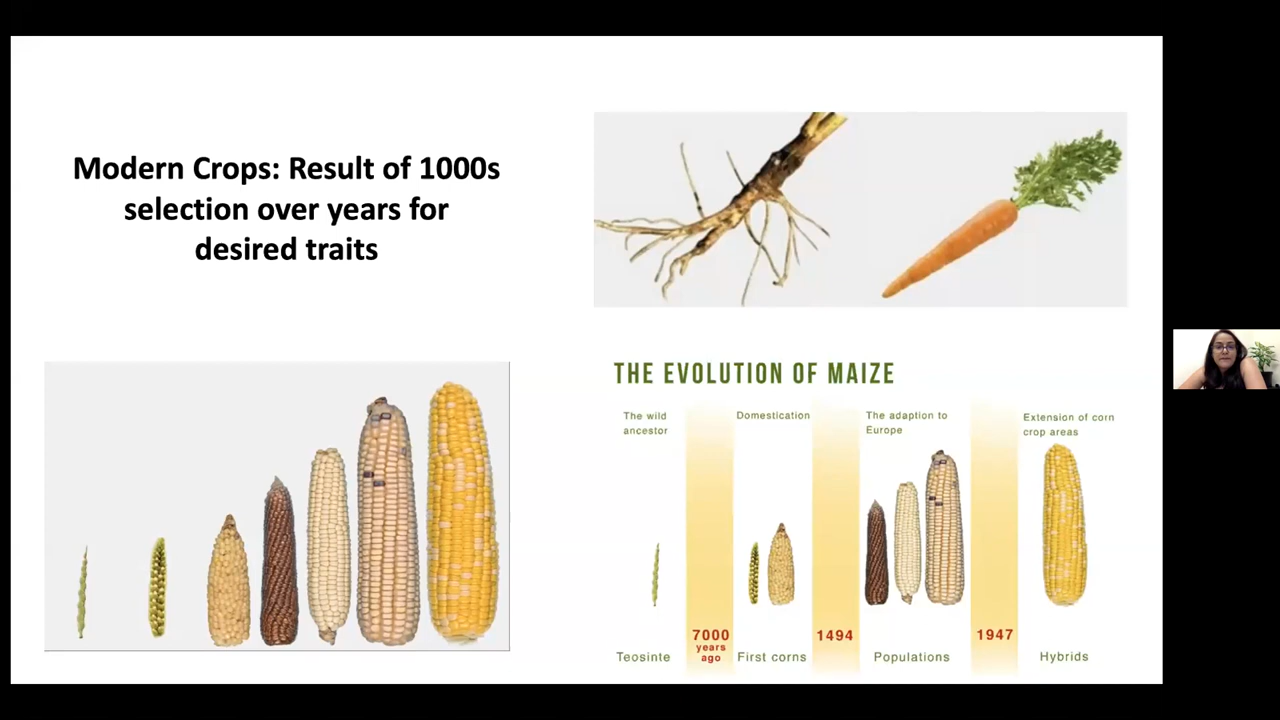 Modern Crops: Result of 1000s
selection over years for
desired traits
THE EVOLUTION OF MAIZE
The wild
ancestor
Domestication
The adaption to
Europe
Extension of corn
crop areas
7000
years
ago
1494
1947
Teosinte
First corns
Populations
Hybrids